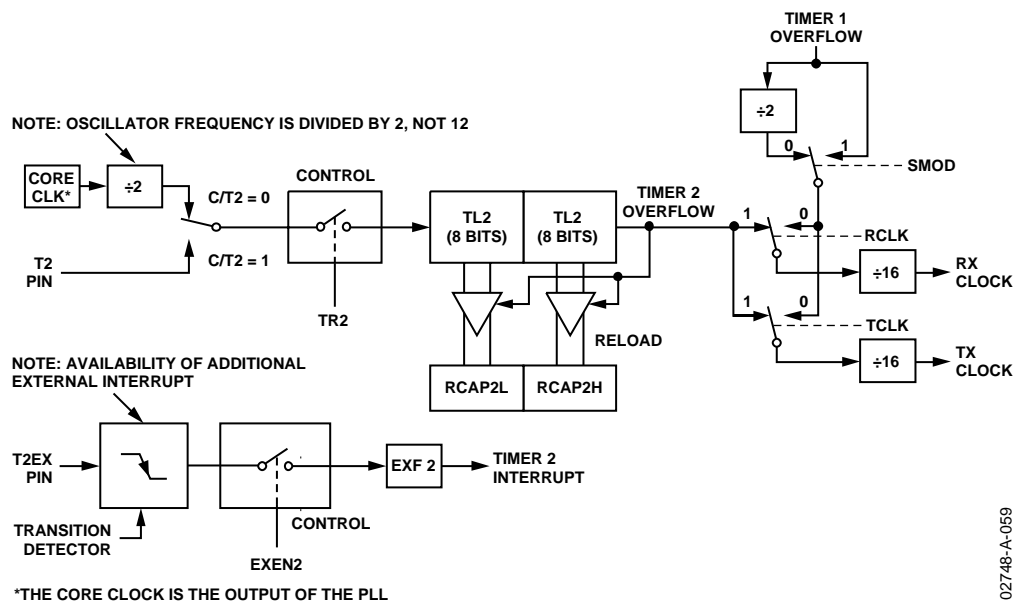 TIMER 1
OVERFLOW
÷2
0
1
SMOD
NOTE: OSCILLATOR FREQUENCY IS DIVIDED BY 2, NOT 12
CORE
CLK*
÷2
C/T2 = 0
C/T2 = 1
T2
PIN
CONTROL
TR2
TL2
(8 BITS)
TL2
(8 BITS)
TIMER 2
OVERFLOW
1
0
RCLK
÷16
RX
CLOCK
1
0
TCLK
÷16
TX
CLOCK
RELOAD
RCAP2L
RCAP2H
NOTE: AVAILABILITY OF ADDITIONAL
EXTERNAL INTERRUPT
T2EX
PIN
TRANSITION
DETECTOR
CONTROL
EXEN2
EXF 2
TIMER 2
INTERRUPT
*THE CORE CLOCK IS THE OUTPUT OF THE PLL
02748-A-059